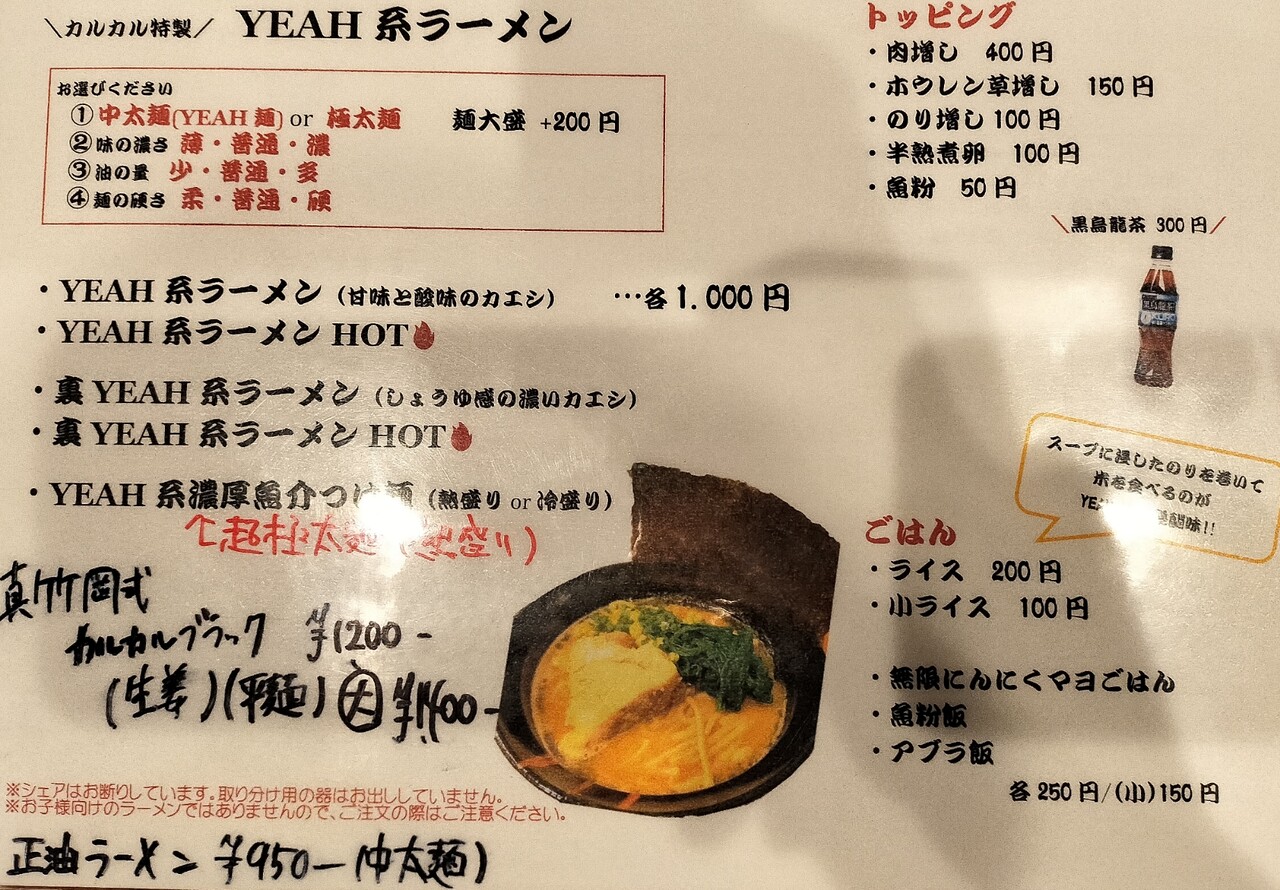 ＼カルカル特製／ YEAH 系ラーメン
お選びください
①中太麺(YEAH 麺) or 極太麺 麺大盛 +200 円
②味の濃さ 薄・普通・濃
③油の量 少・普通・多
④麺の硬さ 柔・普通・硬
・YEAH 系ラーメン (甘味と酸味のカエシ) …各1.000 円
・YEAH 系ラーメン HOT
・裏 YEAH 系ラーメン (しょうゆ感の濃いカエシ)
・裏 YEAH 系ラーメン HOT
・YEAH 系濃厚魚介つけ麺 (熱盛り or 冷盛り)
↑超極太麺 (熱盛り)
真竹岡式
カルカルブラック ¥1200-
(生姜)(平麺) 大 ¥1400-
※シェアはお断りしています。取り分け用の器はお出ししていません。
※お子様向けのラーメンではありませんので、ご注文の際はご注意ください。
正油ラーメン ¥950-(中太麺)
トッピング
・肉増し 400 円
・ホウレン草増し 150 円
・のり増し 100 円
・半熟煮卵 100 円
・魚粉 50 円
＼黒烏龍茶 300 円／
黒烏龍茶
スープに浸したのりを巻いて
米を食べるのが
醍醐味!!
ごはん
・ライス 200 円
・小ライス 100 円
・無限にんにくマヨごはん
・魚粉飯
・アブラ飯
各 250 円/(小)150 円